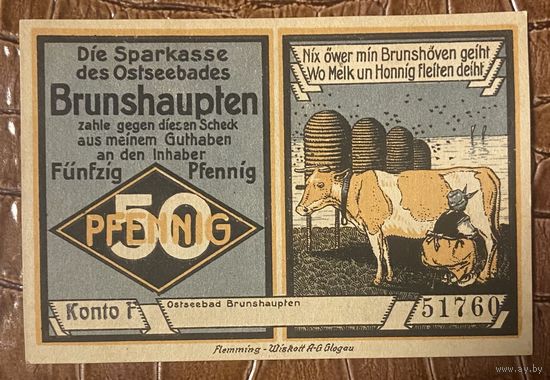 Die Sparkasse
des Ostseebades
Brunshaupten
zahle gegen diesen Scheck
aus meinem Guthaben
an den Inhaber
Fünfzig Pfennig
50
PFENNIG
Konto 1
Ostseebad Brunshaupten
Nix öwer min Brunshöven geiht
Wo Melk un Honnig fleiten deiht.
51760
Flemming - Wiskott A-G Glogau
www.ay.by